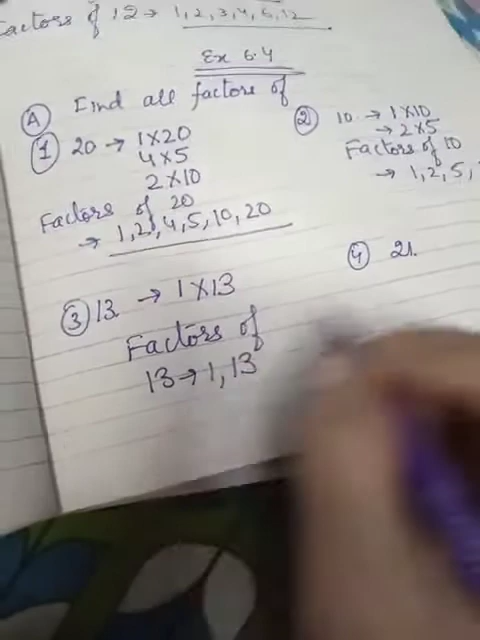 Factors of 12 → 1, 2, 3, 4, 6, 12
Ex 6.4
(A) Find all factors of
(1) 20 → 1×20
4×5
2×10
Factors of 20
→ 1, 2, 4, 5, 10, 20
(2) 10 → 1×10
→ 2×5
Factors of 10
→ 1, 2, 5,
(3) 13 → 1×13
Factors of
13 → 1, 13
(4) 21